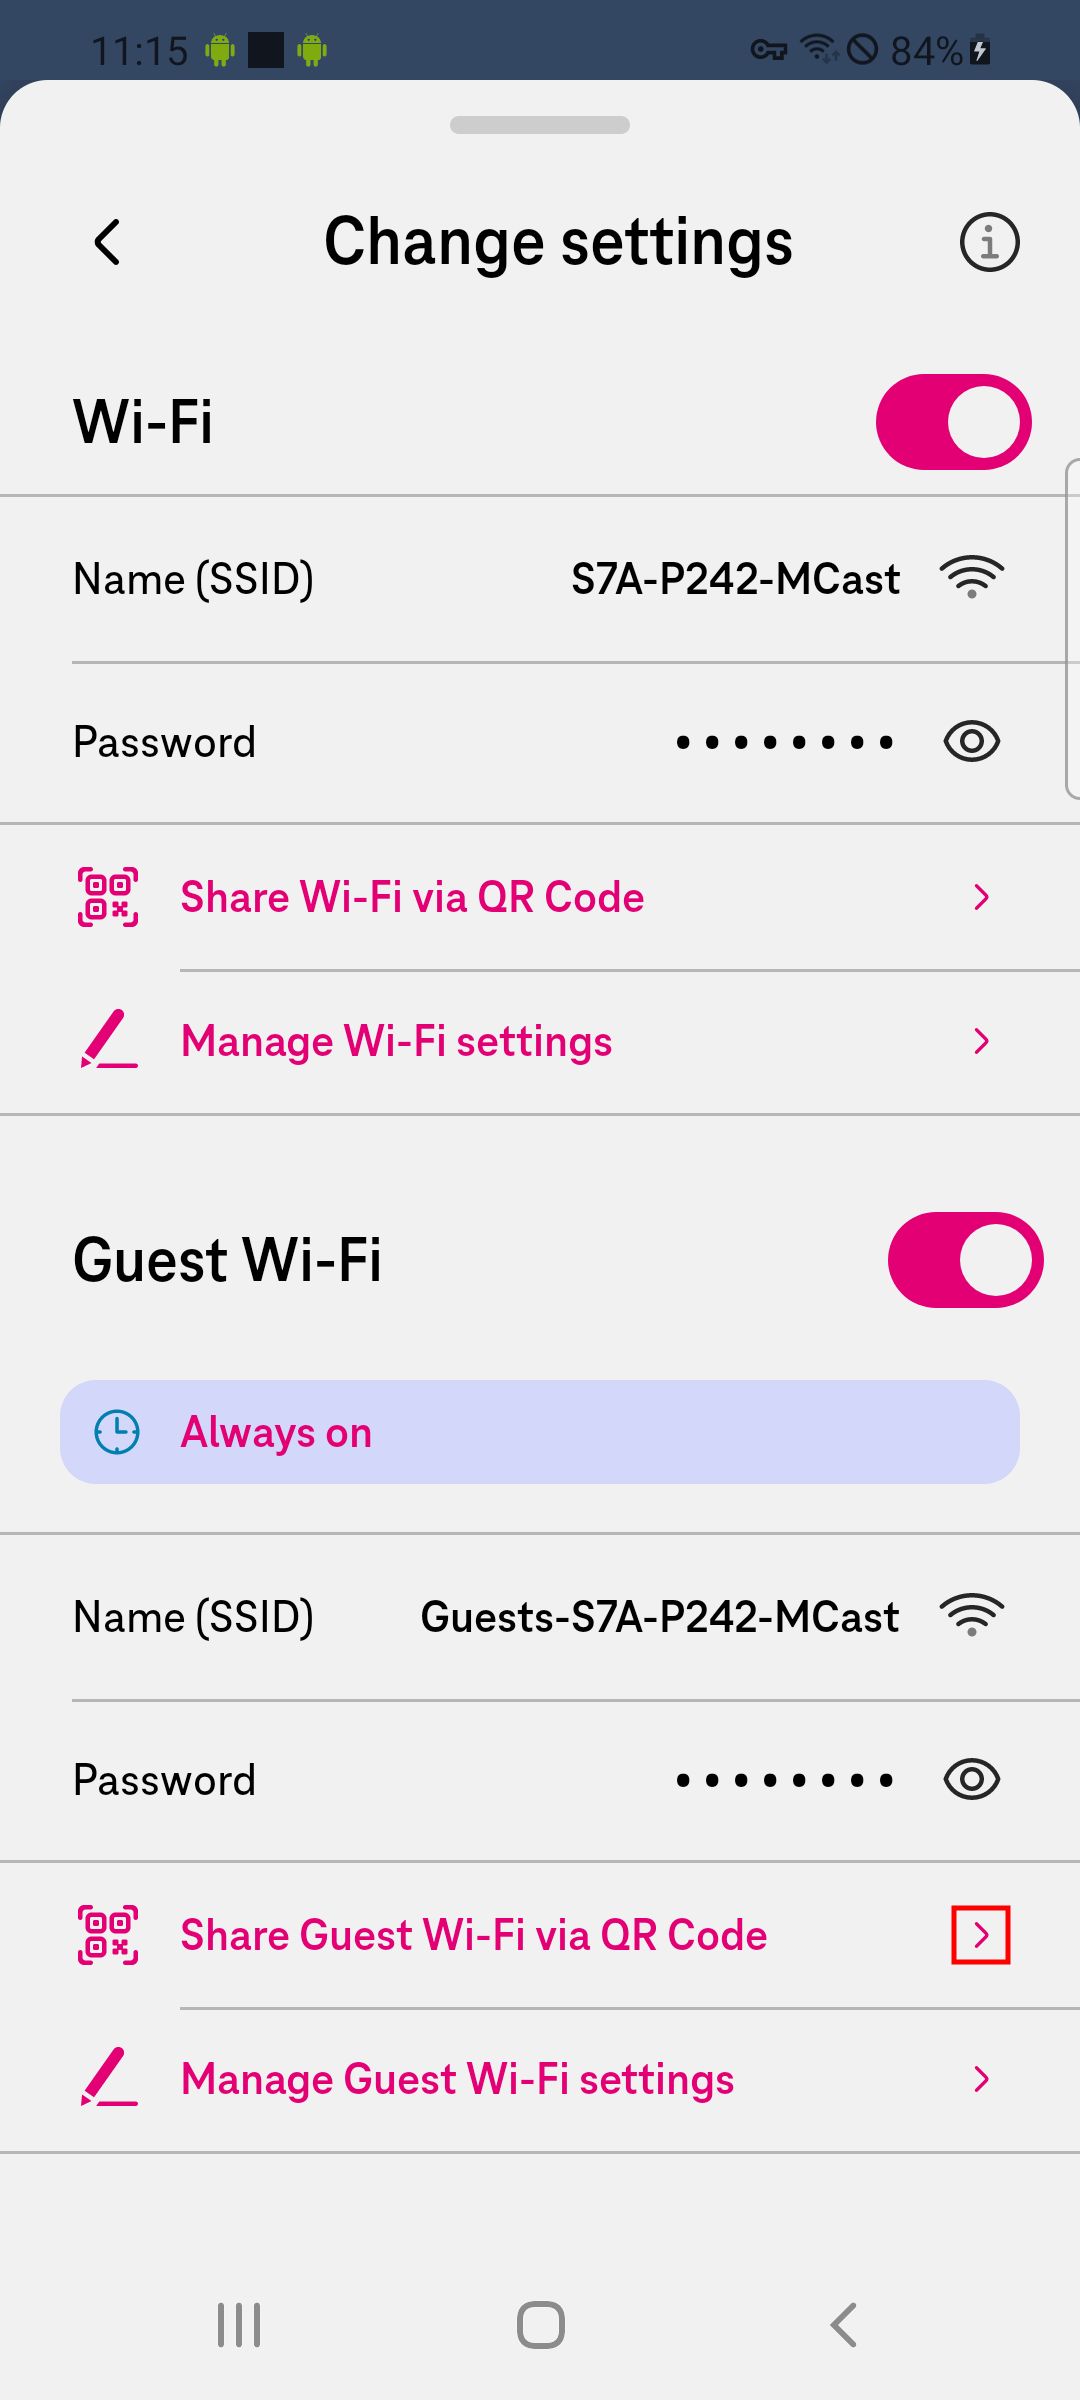 11:15
84%
Change settings
Wi-Fi
Name (SSID) S7A-P242-MCast
Password ••••••••
Share Wi-Fi via QR Code
Manage Wi-Fi settings
Guest Wi-Fi
Always on
Name (SSID) Guests-S7A-P242-MCast
Password ••••••••
Share Guest Wi-Fi via QR Code
Manage Guest Wi-Fi settings